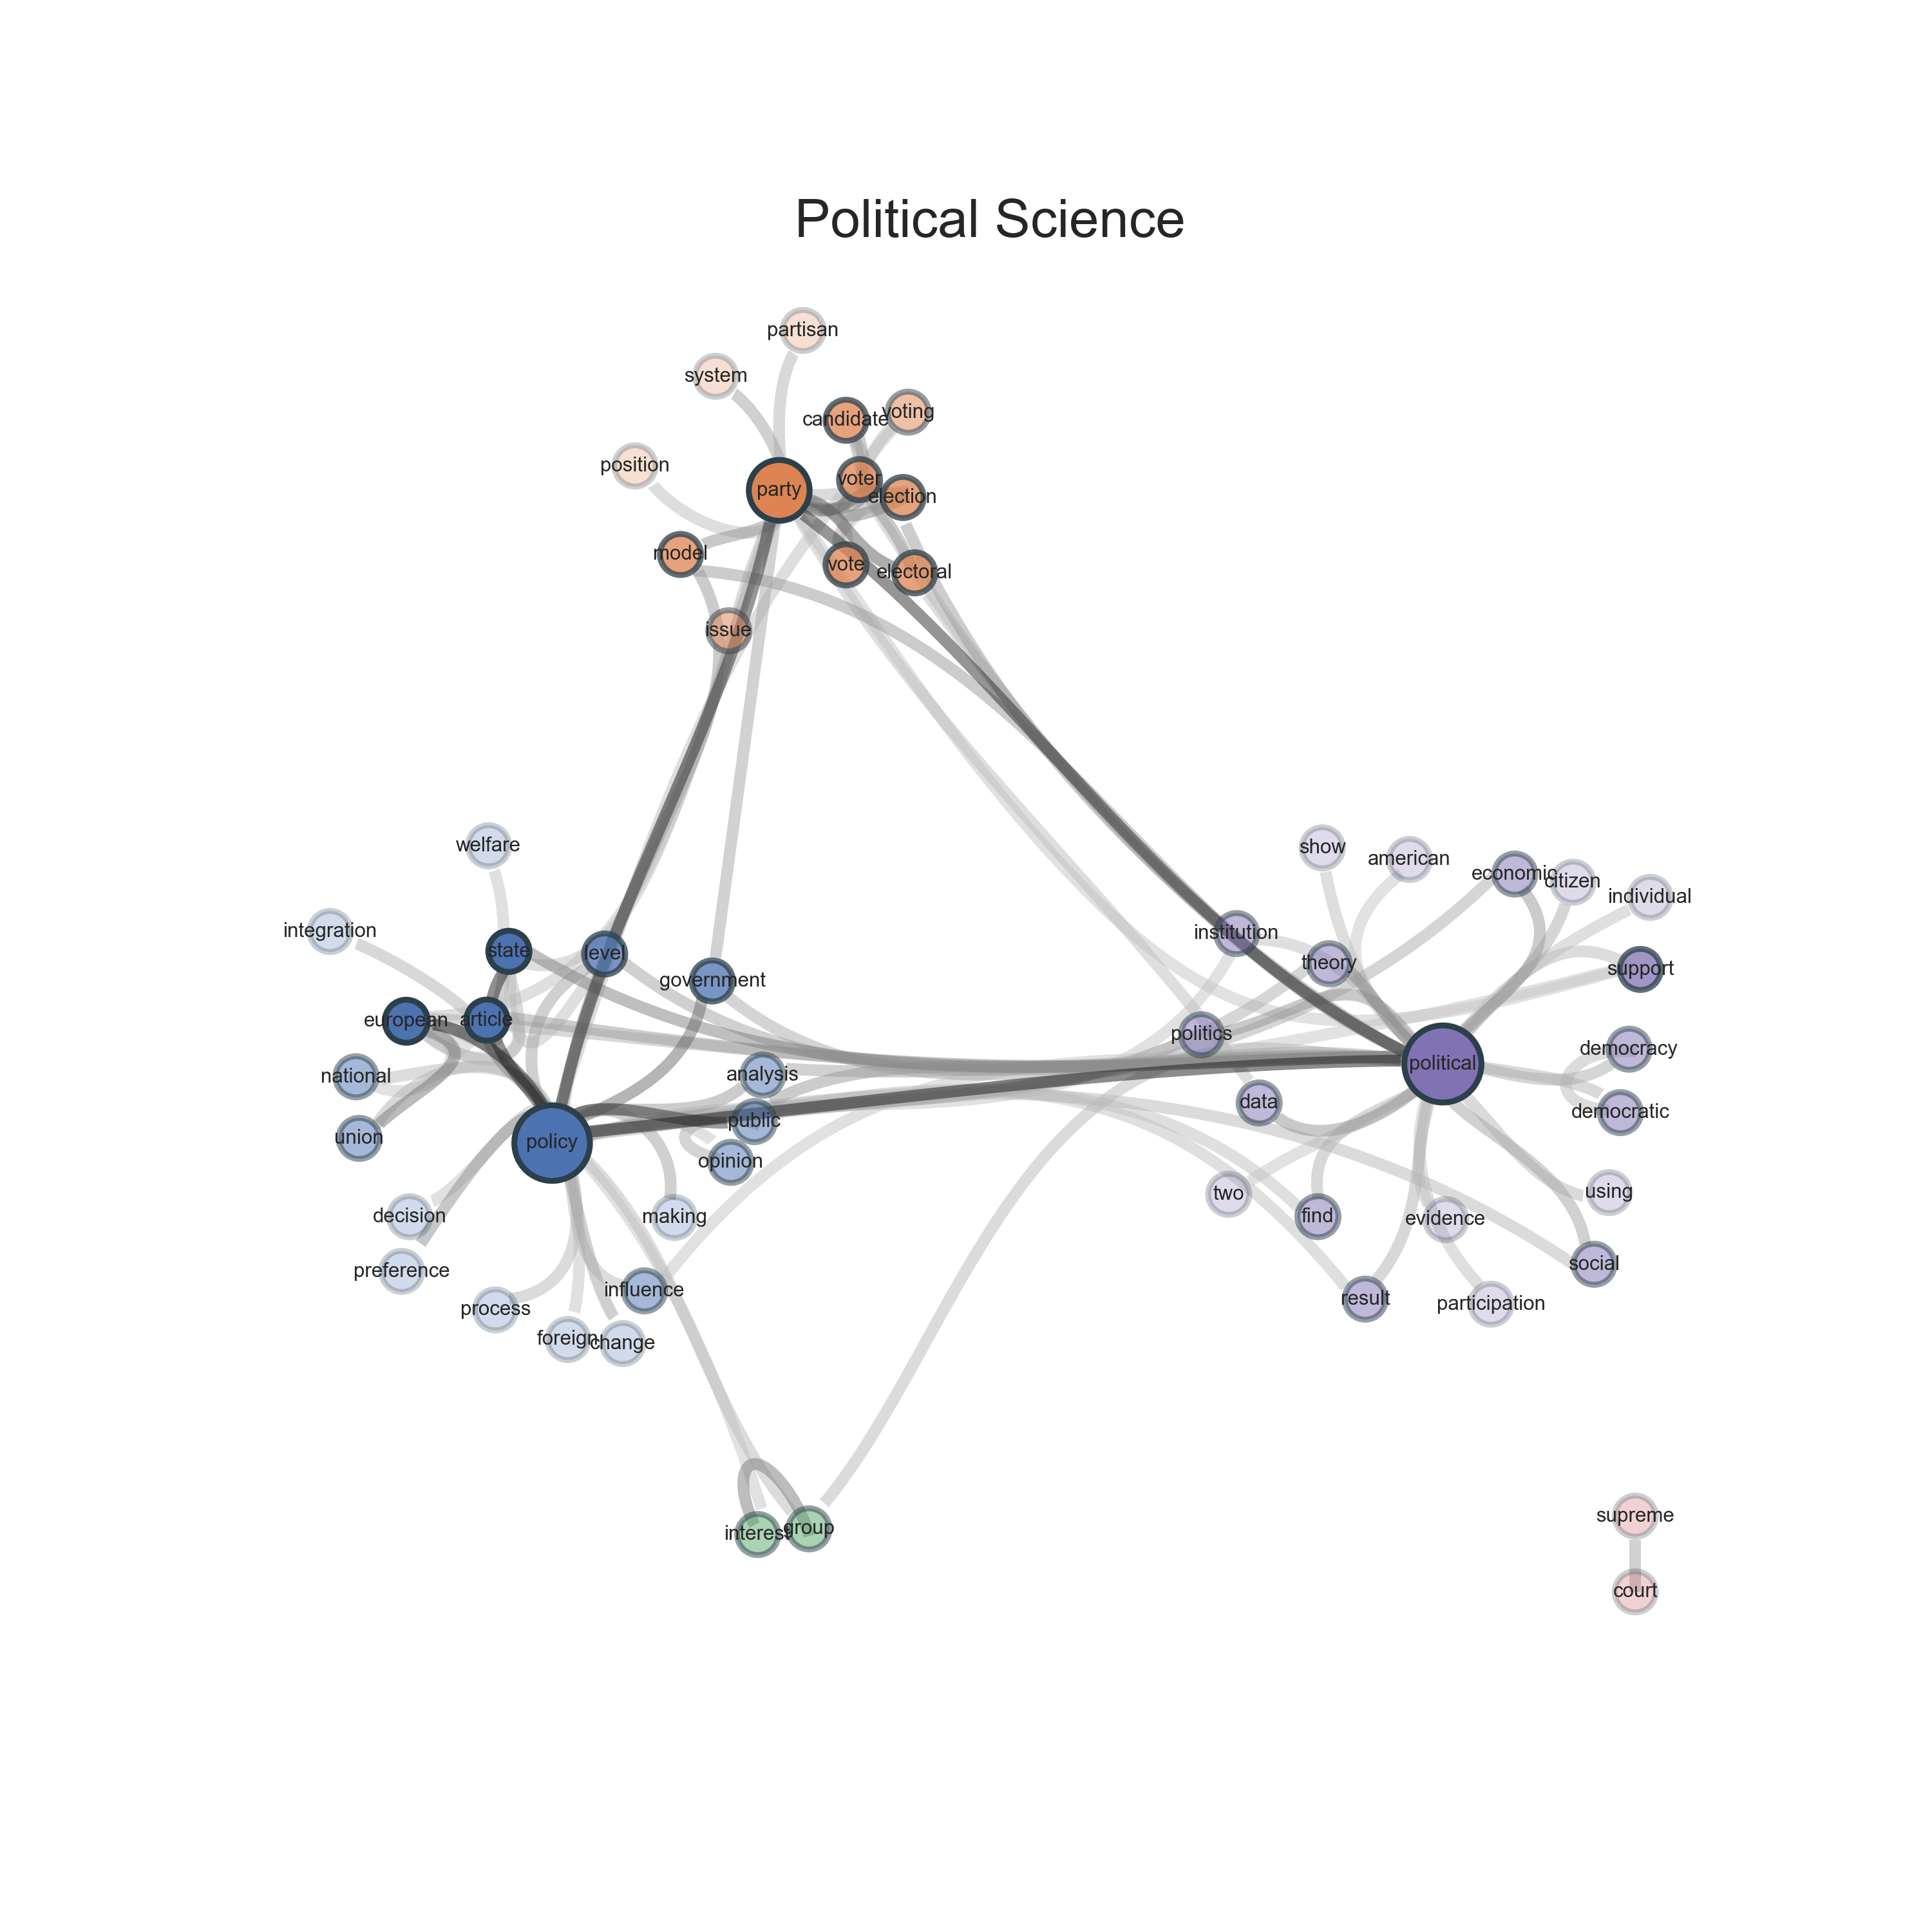 Political Science
partisan
system
candidate
voting
position
voter
party
election
model
vote
electoral
issue
welfare
integration
state
level
government
european
article
national
analysis
public
union
policy
opinion
decision
making
preference
influence
process
foreign
change
show
american
economic
citizen
individual
institution
theory
support
politics
political
democracy
data
democratic
two
find
evidence
using
social
result
participation
interest
group
supreme
court